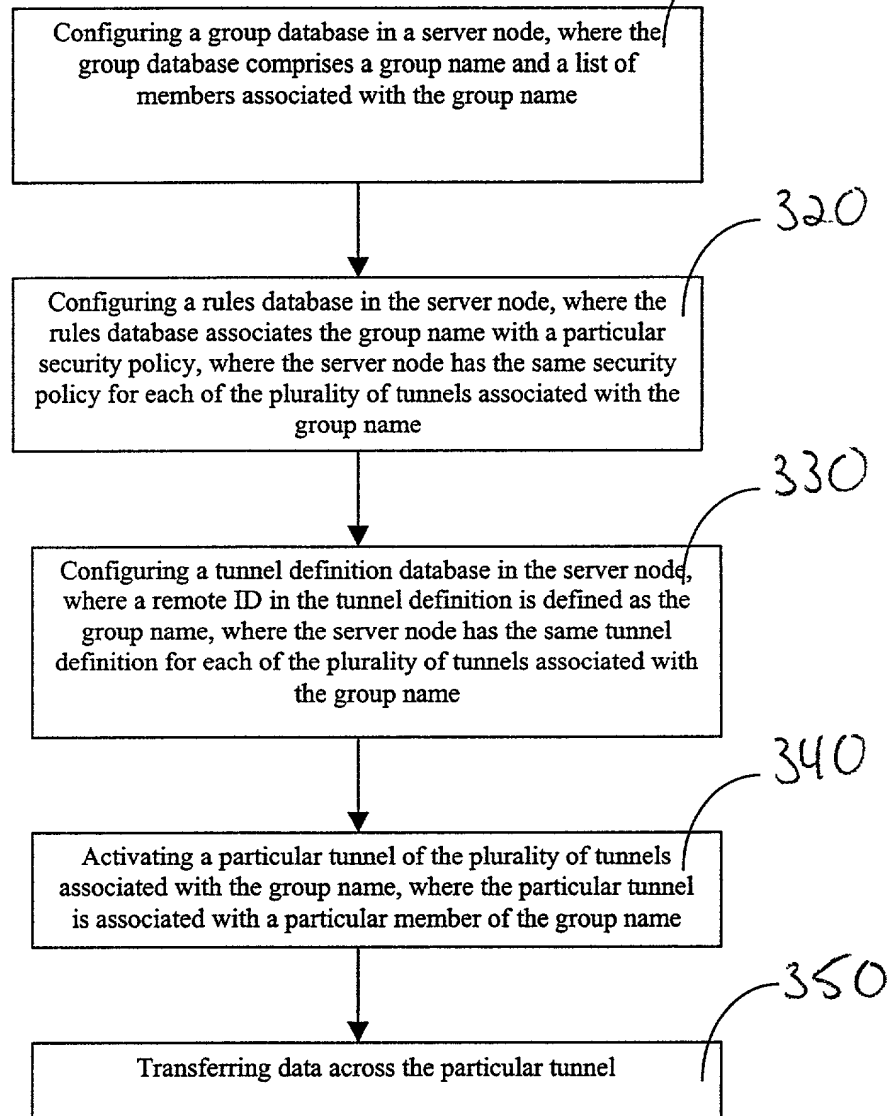 Configuring a group database in a server node, where the
group database comprises a group name and a list of
members associated with the group name
320
Configuring a rules database in the server node, where the
rules database associates the group name with a particular
security policy, where the server node has the same security
policy for each of the plurality of tunnels associated with the
group name
330
Configuring a tunnel definition database in the server node,
where a remote ID in the tunnel definition is defined as the
group name, where the server node has the same tunnel
definition for each of the plurality of tunnels associated with
the group name
340
Activating a particular tunnel of the plurality of tunnels
associated with the group name, where the particular tunnel
is associated with a particular member of the group name
350
Transferring data across the particular tunnel